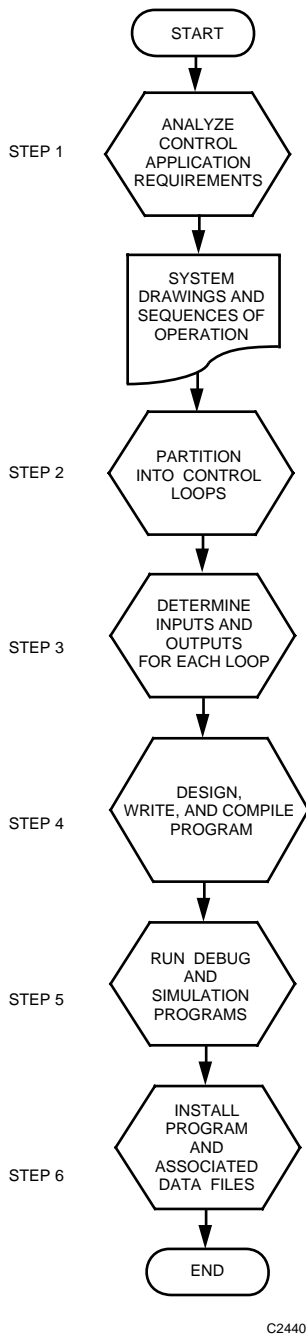 START
STEP 1
ANALYZE
CONTROL
APPLICATION
REQUIREMENTS
SYSTEM
DRAWINGS AND
SEQUENCES OF
OPERATION
STEP 2
PARTITION
INTO CONTROL
LOOPS
STEP 3
DETERMINE
INPUTS AND
OUTPUTS
FOR EACH LOOP
STEP 4
DESIGN,
WRITE, AND COMPILE
PROGRAM
STEP 5
RUN DEBUG
AND
SIMULATION
PROGRAMS
STEP 6
INSTALL
PROGRAM
AND
ASSOCIATED
DATA FILES
END
C2440